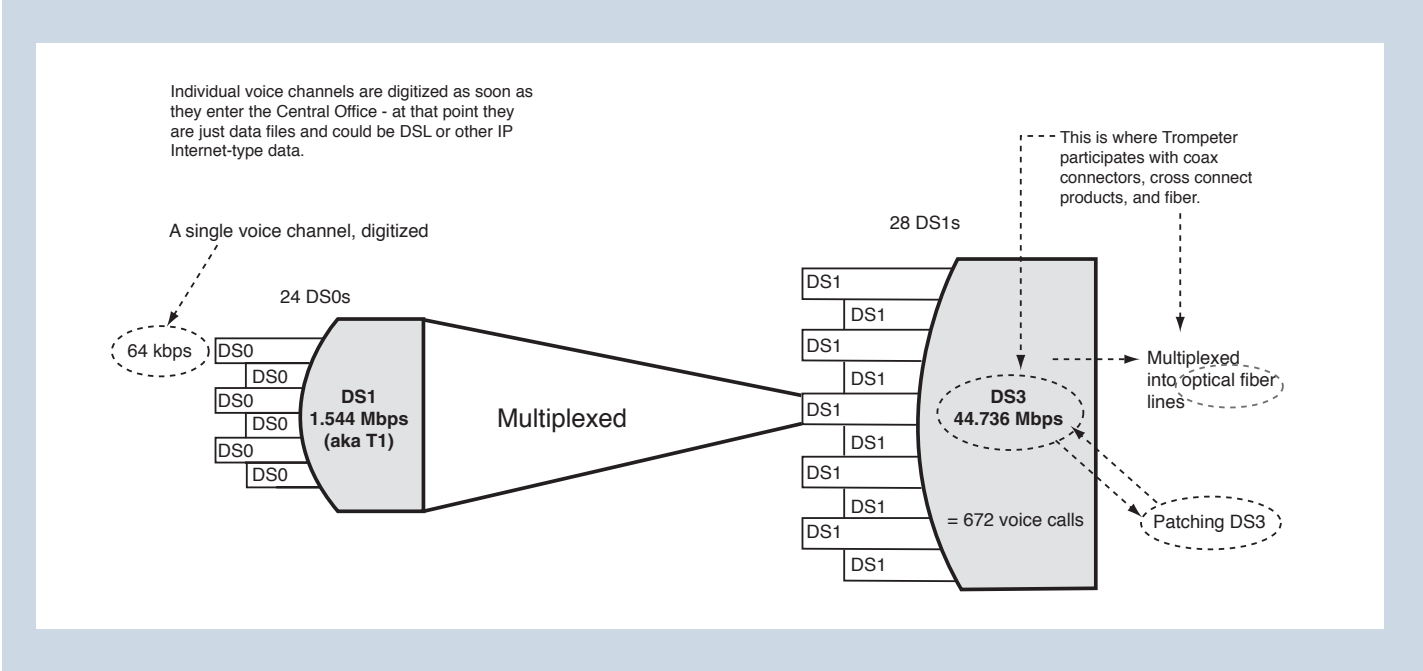 Individual voice channels are digitized as soon as
they enter the Central Office - at that point they
are just data files and could be DSL or other IP
Internet-type data.
This is where Trompeter
participates with coax
connectors, cross connect
products, and fiber.
A single voice channel, digitized
28 DS1s
24 DS0s
64 kbps
DS0
DS0
DS0
DS0
DS0
DS0
DS1
1.544 Mbps
(aka T1)
Multiplexed
DS1
DS1
DS1
DS1
DS1
DS1
DS1
DS1
DS1
DS1
DS3
44.736 Mbps
= 672 voice calls
Multiplexed
into optical fiber
lines
Patching DS3